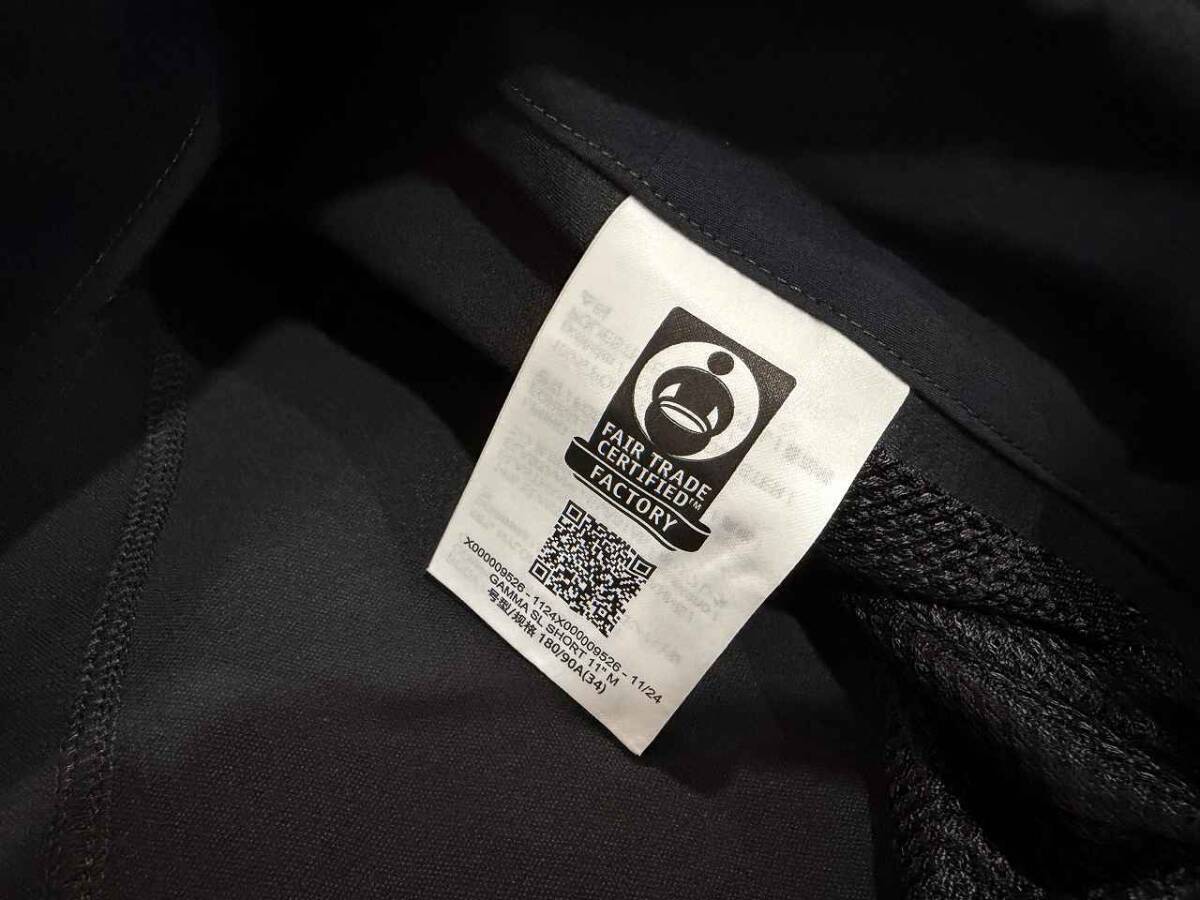 FAIR TRADE
CERTIFIED™
FACTORY
X000009526 - 1124X000009526 - 11/24
GAMMA SL SHORT 11" M
号型/规格 180/90A(34)